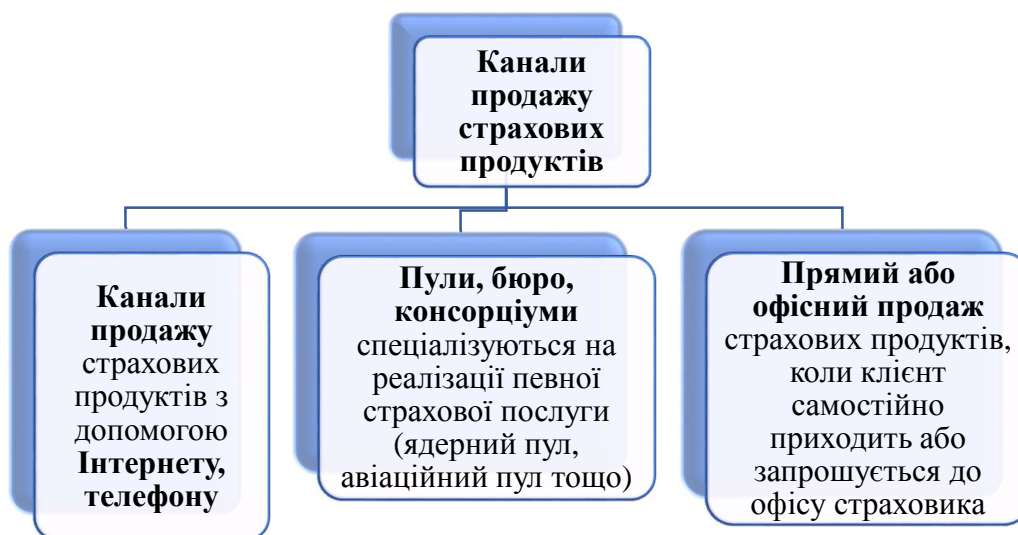 Канали
продажу
страхових
продуктів
Канали
продажу
страхових
продуктів з
допомогою
Інтернету,
телефону
Пули, бюро,
консорціуми
спеціалізуються на
реалізації певної
страхової послуги
(ядерний пул,
авіаційний пул тощо)
Прямий або
офісний продаж
страхових продуктів,
коли клієнт
самостійно
приходить або
запрошується до
офісу страховика